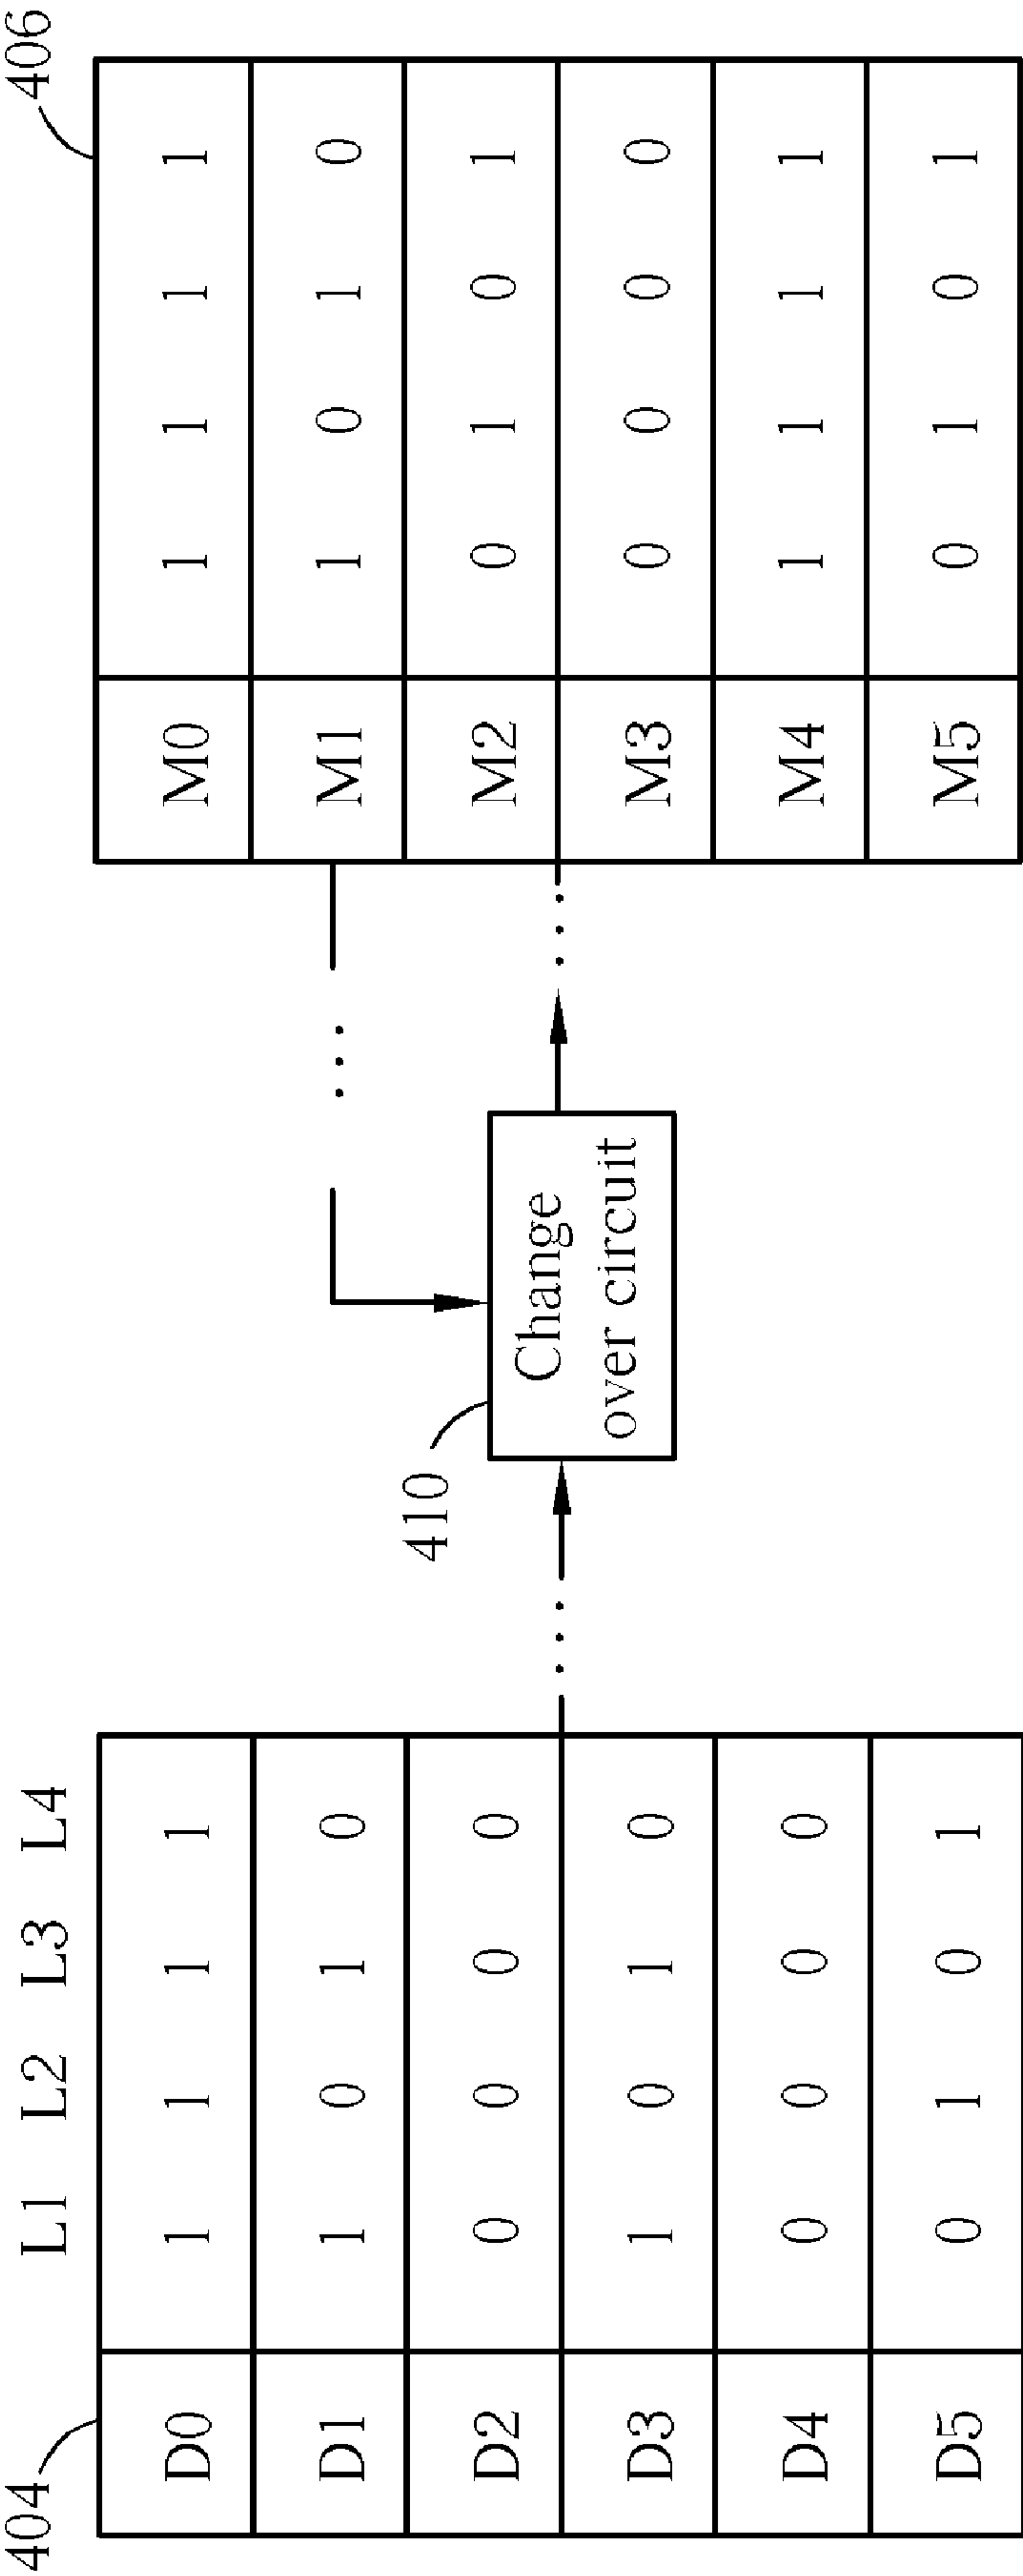 404
L1 L2 L3 L4
D0 1 1 1 1
D1 1 0 1 0
D2 0 0 0 0
D3 1 0 1 0
D4 0 0 0 0
D5 0 1 0 1
410
Change
over circuit
406
M0 1 1 1 1
M1 1 0 1 0
M2 0 1 0 1
M3 0 0 0 0
M4 1 1 1 1
M5 0 1 0 1